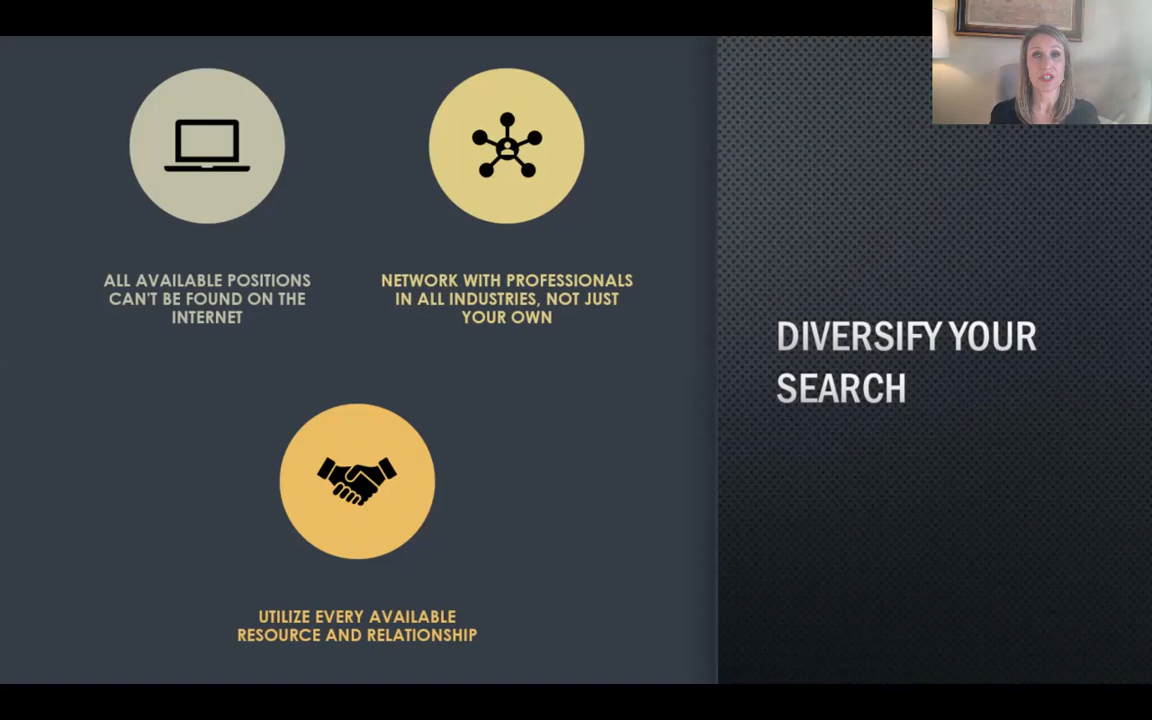 ALL AVAILABLE POSITIONS
CAN'T BE FOUND ON THE
INTERNET
NETWORK WITH PROFESSIONALS
IN ALL INDUSTRIES, NOT JUST
YOUR OWN
UTILIZE EVERY AVAILABLE
RESOURCE AND RELATIONSHIP
DIVERSIFY YOUR
SEARCH